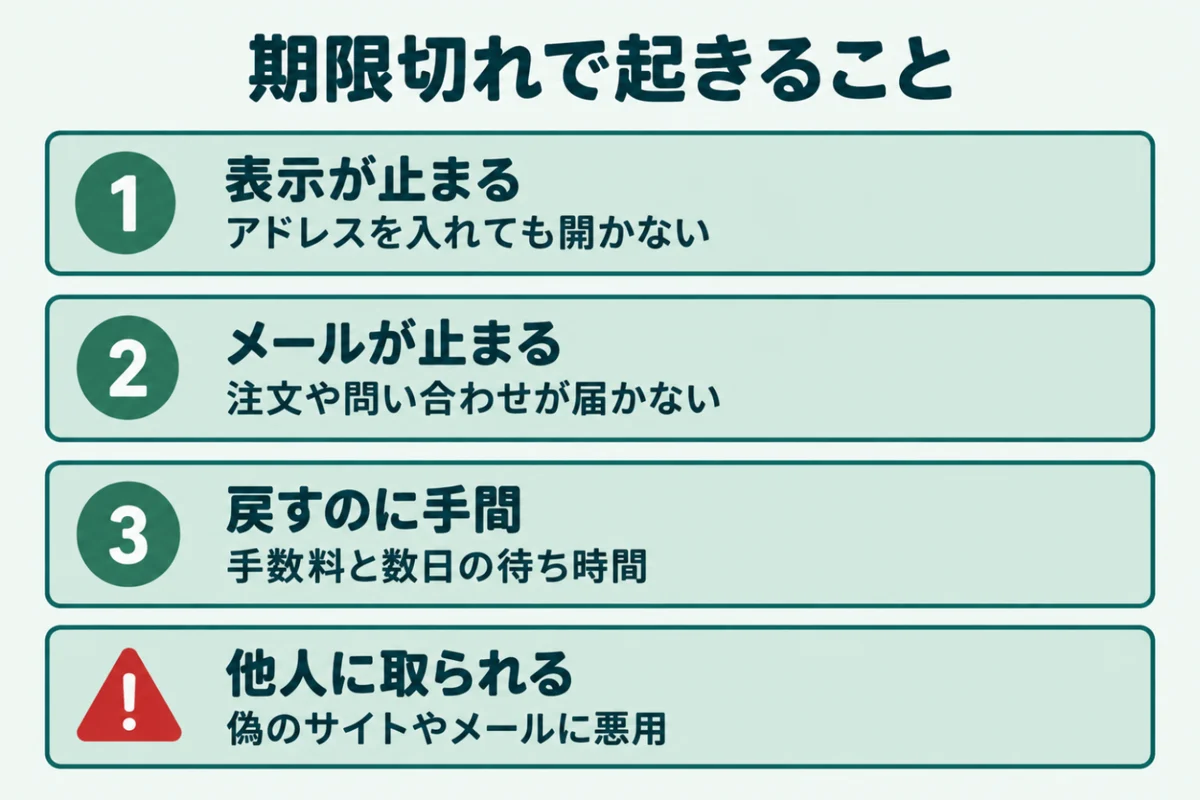 期限切れで起きること
1
表示が止まる
アドレスを入れても開かない
2
メールが止まる
注文や問い合わせが届かない
3
戻すのに手間
手数料と数日の待ち時間
!
他人に取られる
偽のサイトやメールに悪用